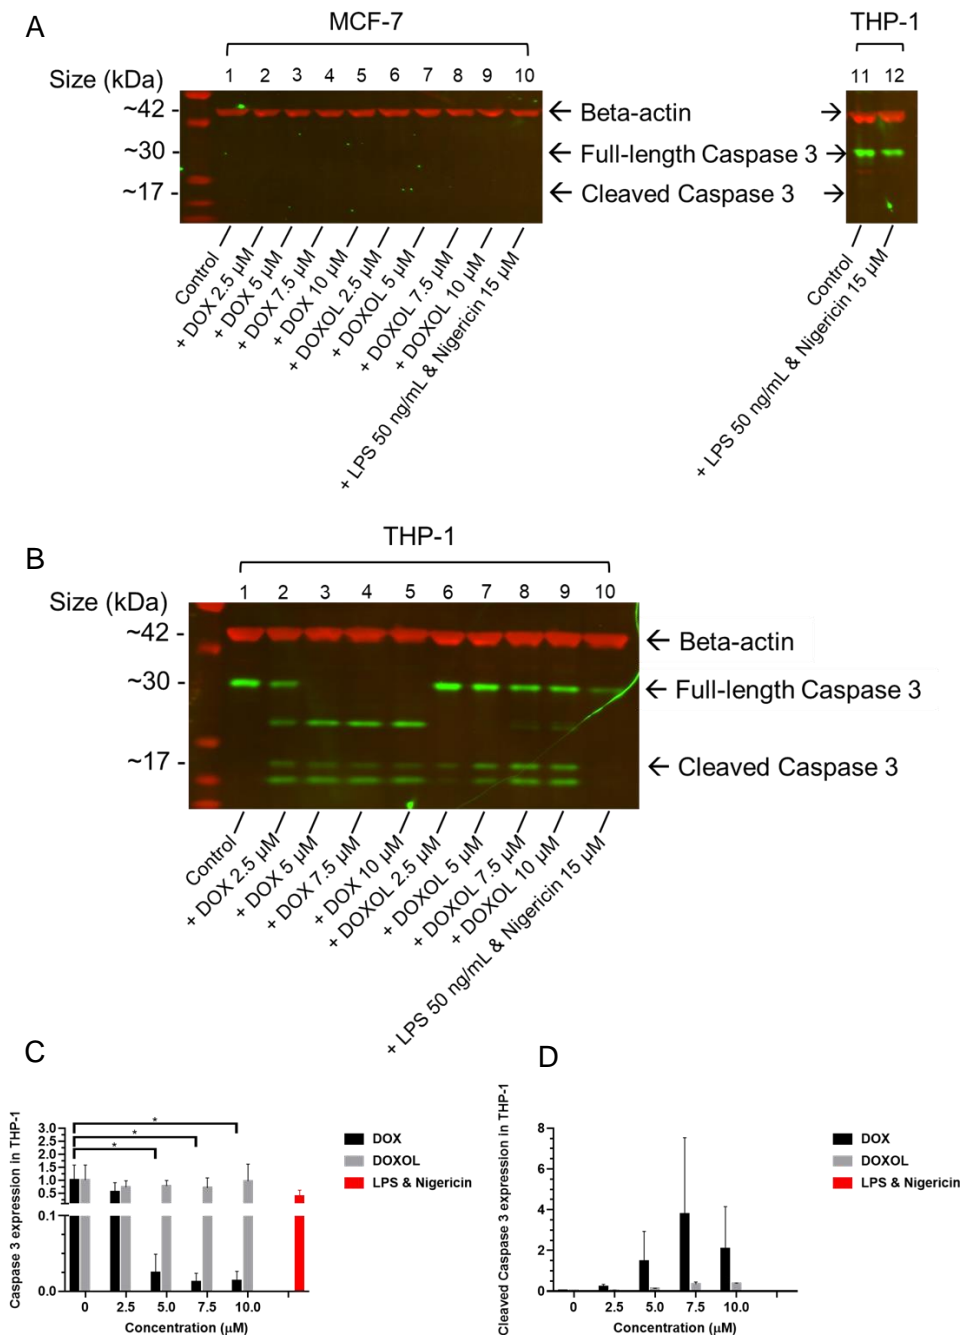 A
MCF-7
THP-1
Size (kDa)
1 2 3 4 5 6 7 8 9 10
11 12
~42 -
← Beta-actin →
~30 -
← Full-length Caspase 3 →
~17 -
← Cleaved Caspase 3 →
Control
+ DOX 2.5 µM
+ DOX 5 µM
+ DOX 7.5 µM
+ DOX 10 µM
+ DOXOL 2.5 µM
+ DOXOL 5 µM
+ DOXOL 7.5 µM
+ DOXOL 10 µM
+ LPS 50 ng/mL & Nigericin 15 µM
Control
+ LPS 50 ng/mL & Nigericin 15 µM
B
THP-1
Size (kDa)
1 2 3 4 5 6 7 8 9 10
~42 -
← Beta-actin
~30 -
← Full-length Caspase 3
~17 -
← Cleaved Caspase 3
Control
+ DOX 2.5 µM
+ DOX 5 µM
+ DOX 7.5 µM
+ DOX 10 µM
+ DOXOL 2.5 µM
+ DOXOL 5 µM
+ DOXOL 7.5 µM
+ DOXOL 10 µM
+ LPS 50 ng/mL & Nigericin 15 µM
C
Caspase 3 expression in THP-1
3.0
2.5
2.0
1.5
1.0
0.5
0.1
0.0
* * *
0 2.5 5.0 7.5 10.0
Concentration (µM)
DOX
DOXOL
LPS & Nigericin
D
Cleaved Caspase 3 expression in THP-1
8
6
4
2
0
0 2.5 5.0 7.5 10.0
Concentration (µM)
DOX
DOXOL
LPS & Nigericin